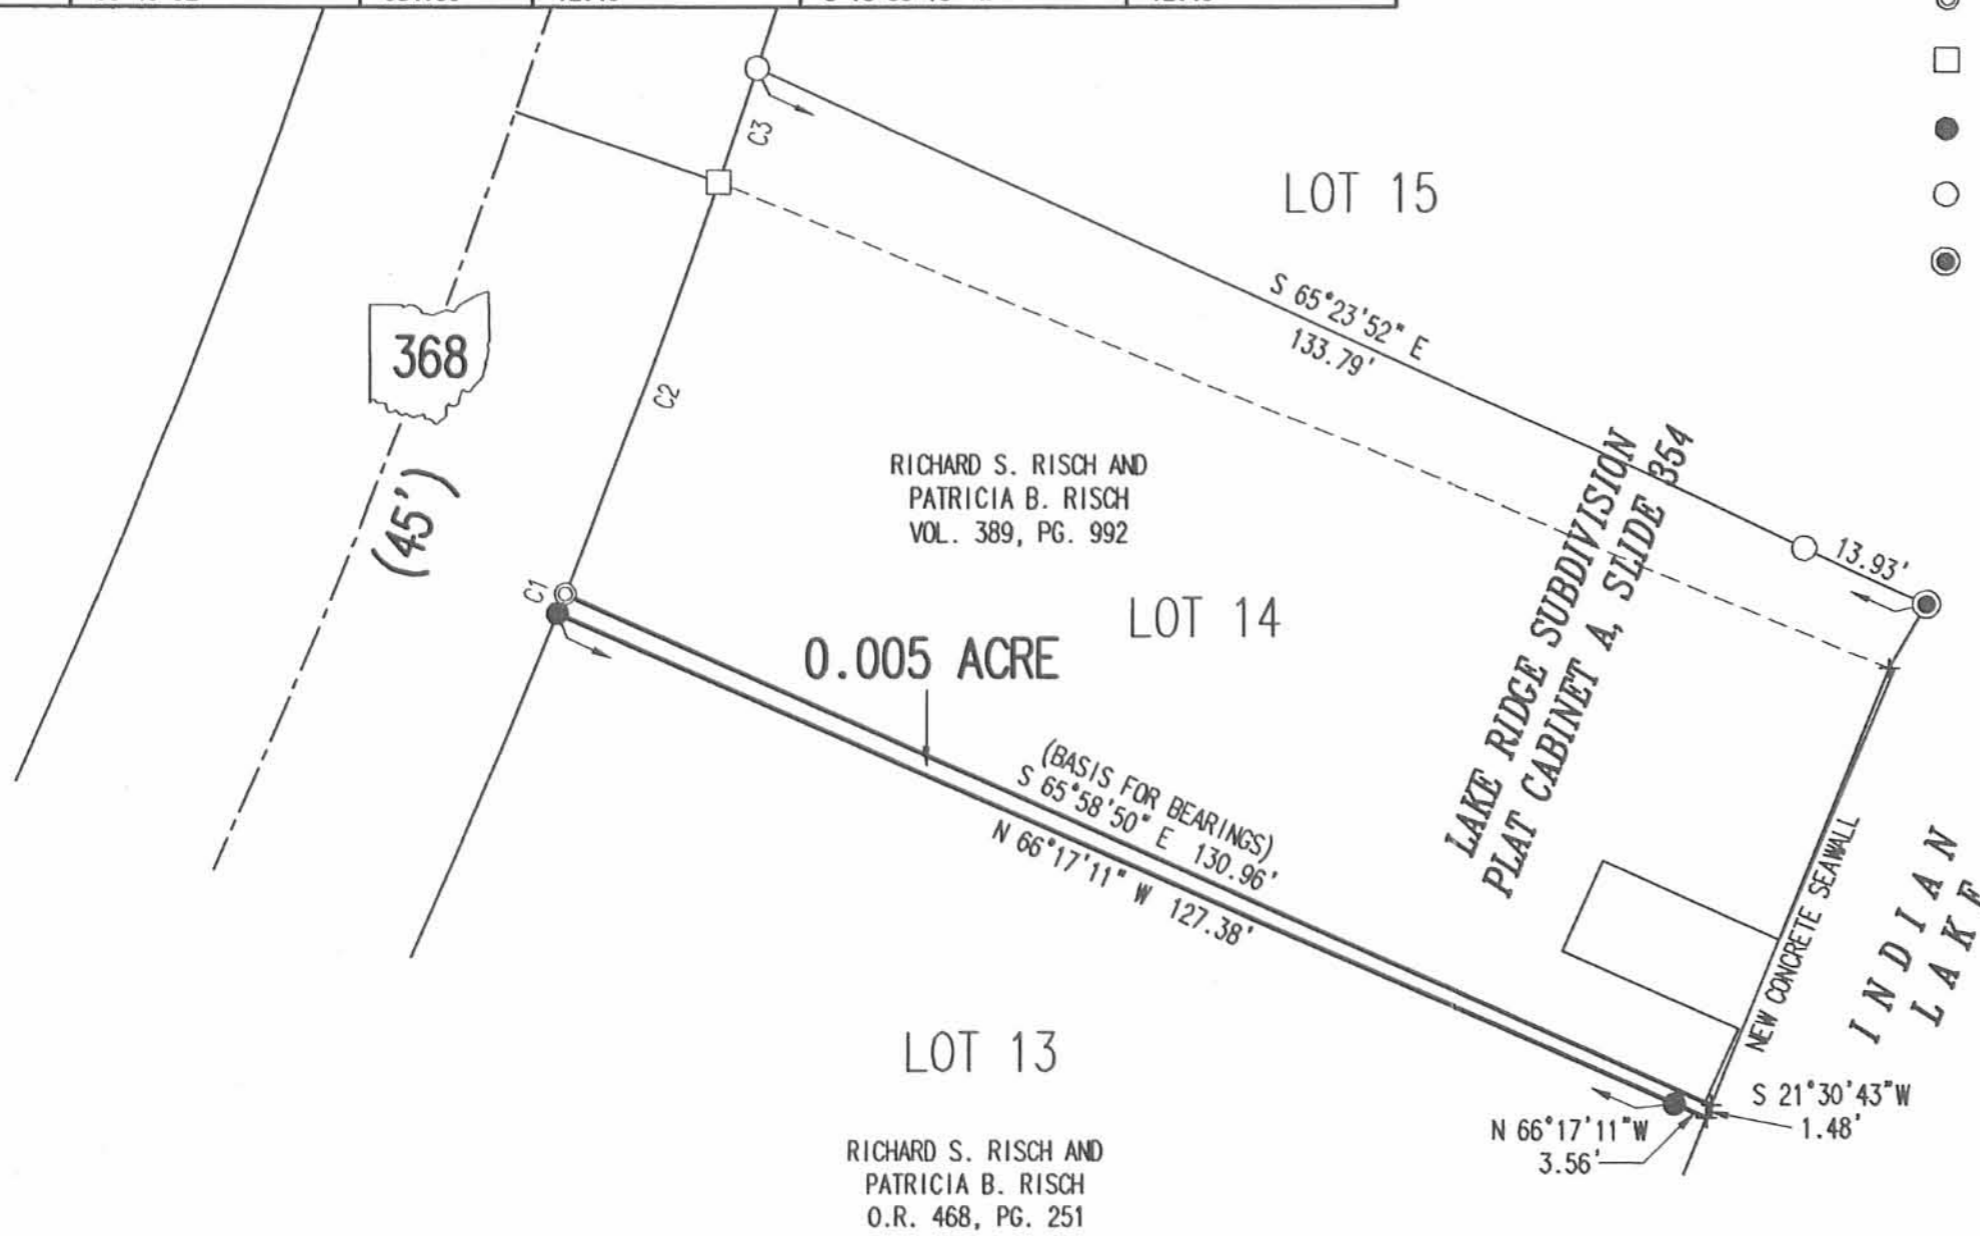 C3
LOT 15
S 65°23'52" E
133.79'
368
C2
(45')
RICHARD S. RISCH AND
PATRICIA B. RISCH
VOL. 389, PG. 992
LAKE RIDGE SUBDIVISION
PLAT CABINET A, SLIDE 354
13.93'
C1
LOT 14
0.005 ACRE
(BASIS FOR BEARINGS)
S 65°58'50" E 130.96'
N 66°17'11" W 127.38'
NEW CONCRETE SEAWALL
INDIAN
LAKE
LOT 13
S 21°30'43"W
1.48'
N 66°17'11"W
3.56'
RICHARD S. RISCH AND
PATRICIA B. RISCH
O.R. 468, PG. 251